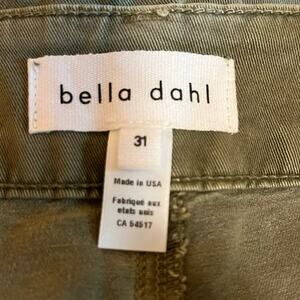 bella dahl
31
Made in USA
Fabriqué aux
etats unis
CA 54517